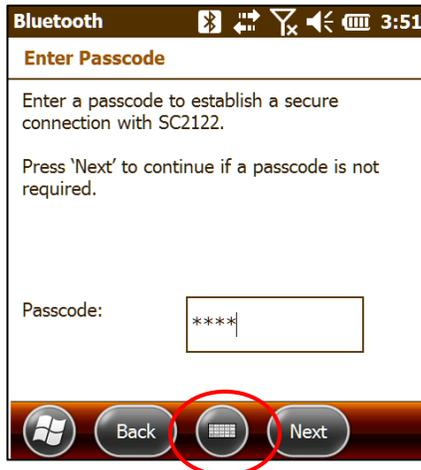 Bluetooth 3:51
Enter Passcode
Enter a passcode to establish a secure
connection with SC2122.
Press `Next' to continue if a passcode is not
required.
Passcode: ****
Back Next